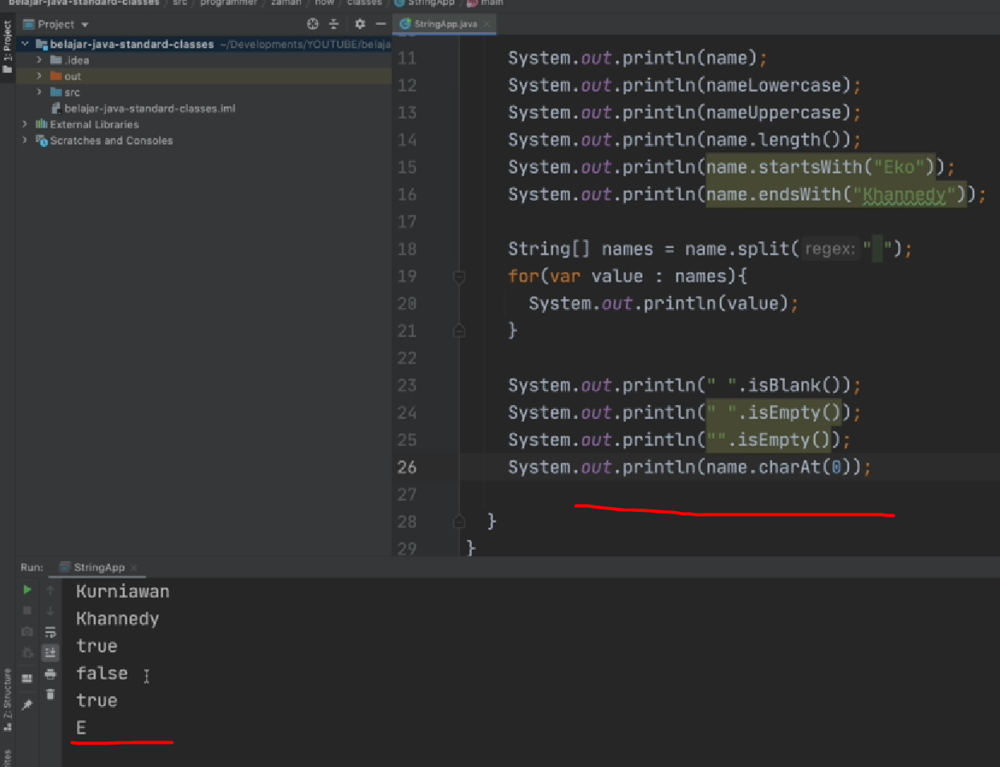 belajar-java-standard-classes src programmer zaman now classes StringApp main
Project
StringApp.java
1: Project
belajar-java-standard-classes ~/Developments/YOUTUBE/belaja
.idea
out
src
belajar-java-standard-classes.iml
External Libraries
Scratches and Consoles
11 System.out.println(name);
12 System.out.println(nameLowercase);
13 System.out.println(nameUppercase);
14 System.out.println(name.length());
15 System.out.println(name.startsWith("Eko"));
16 System.out.println(name.endsWith("Khannedy"));
17
18 String[] names = name.split( regex: " ");
19 for(var value : names){
20 System.out.println(value);
21 }
22
23 System.out.println(" ".isBlank());
24 System.out.println(" ".isEmpty());
25 System.out.println("".isEmpty());
26 System.out.println(name.charAt(0));
27
28 }
29 }
Run: StringApp
Kurniawan
Khannedy
true
false
true
E
Z: Structure